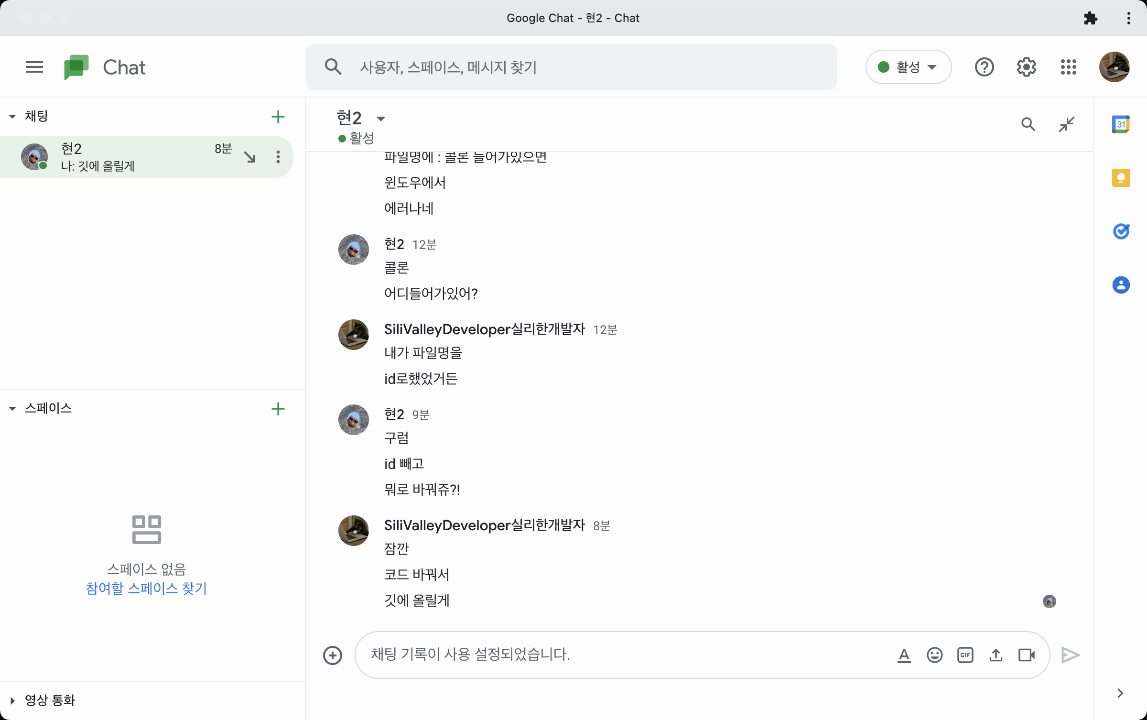 Google Chat - 현2 - Chat
Chat
사용자, 스페이스, 메시지 찾기
활성
채팅
현2
8분
나: 깃에 올릴게
스페이스
스페이스 없음
참여할 스페이스 찾기
영상 통화
현2
활성
파일명에 : 콜론 들어가있으면
윈도우에서
에러나네
현2 12분
콜론
어디들어가있어?
SiliValleyDeveloper실리한개발자 12분
내가 파일명을
id로했었거든
현2 9분
구럼
id 빼고
뭐로 바꿔쥬?!
SiliValleyDeveloper실리한개발자 8분
잠깐
코드 바꿔서
깃에 올릴게
채팅 기록이 사용 설정되었습니다.
GIF
31